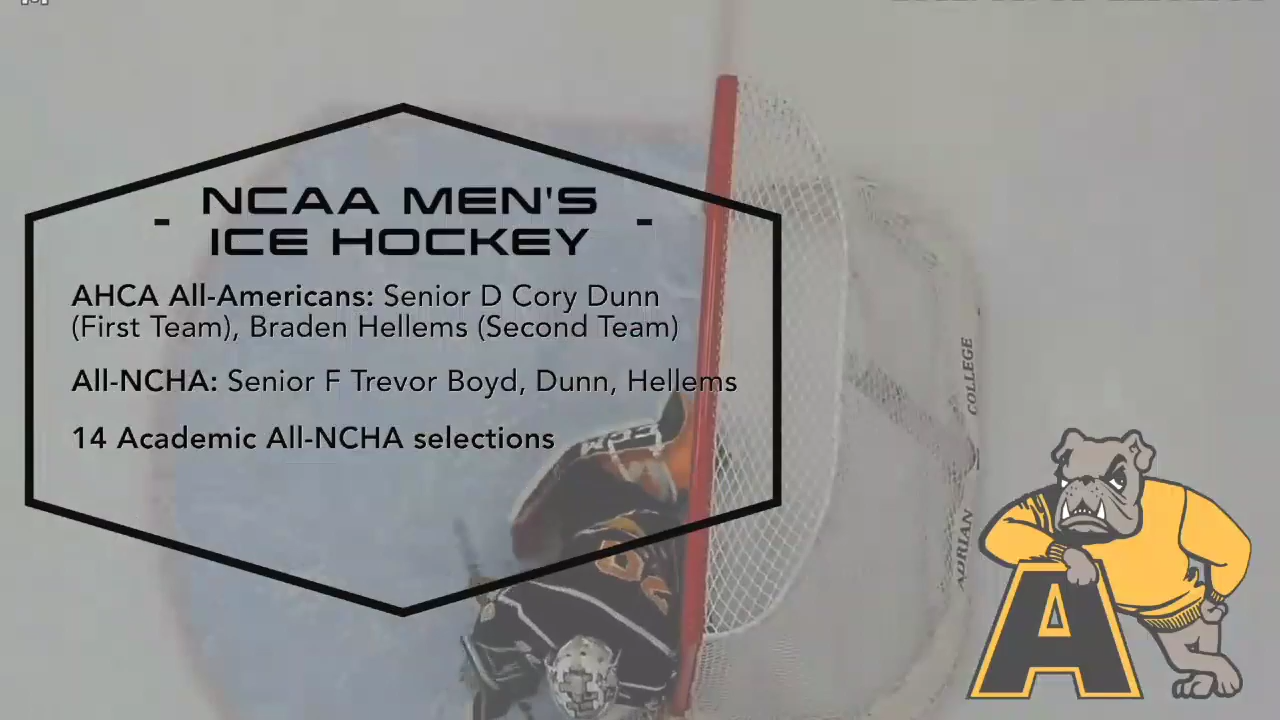 - NCAA MEN'S -
ICE HOCKEY
AHCA All-Americans: Senior D Cory Dunn
(First Team), Braden Hellems (Second Team)
All-NCHA: Senior F Trevor Boyd, Dunn, Hellems
14 Academic All-NCHA selections
CCM
COLLEGE
ADRIAN
A